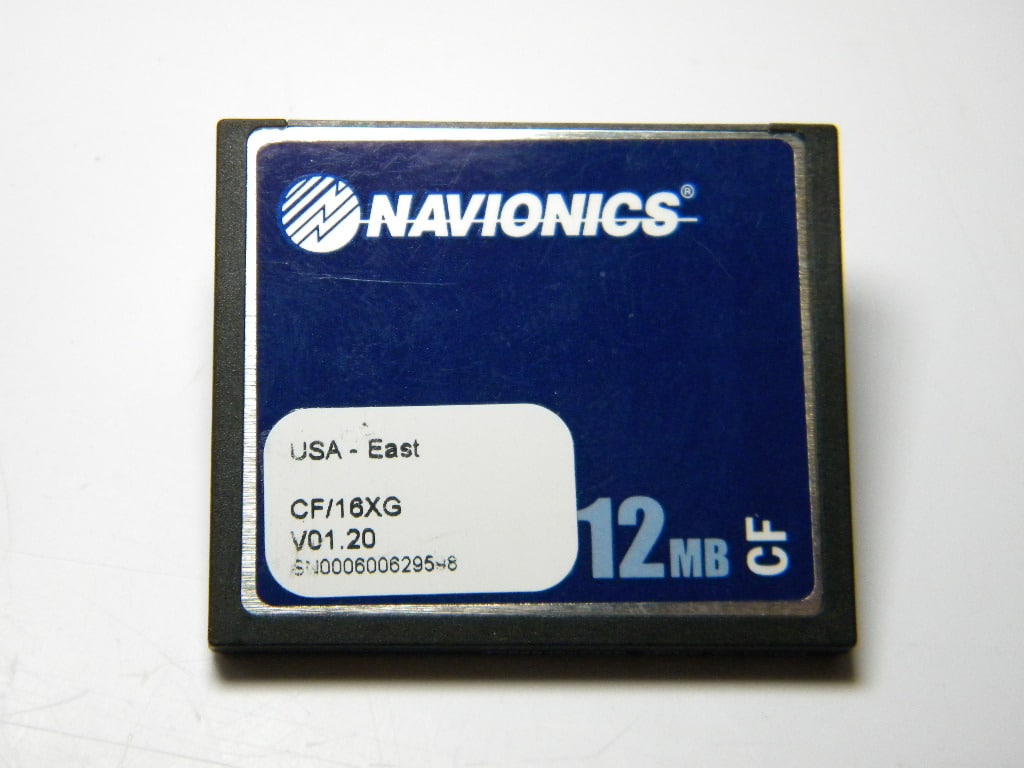 NAVIONICS®
USA - East
CF/16XG
V01.20
12MB
CF